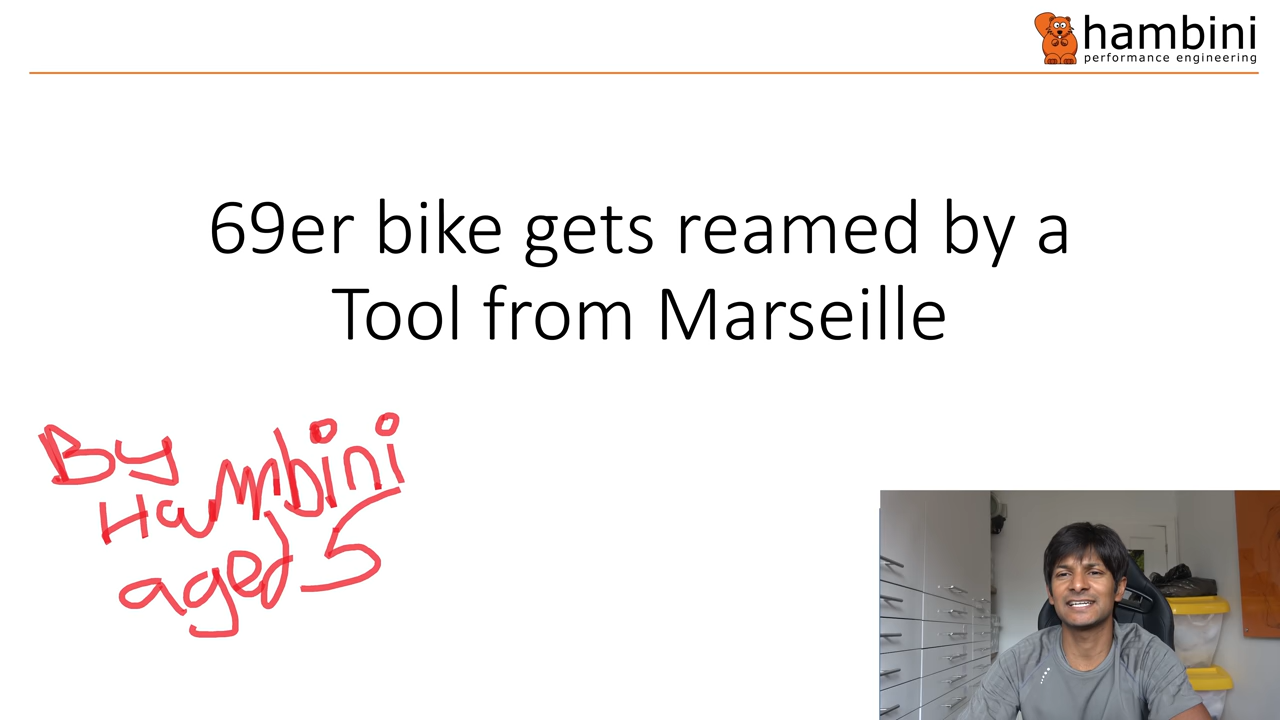 hambini
performance engineering
69er bike gets reamed by a
Tool from Marseille
By
Hambini
aged 5